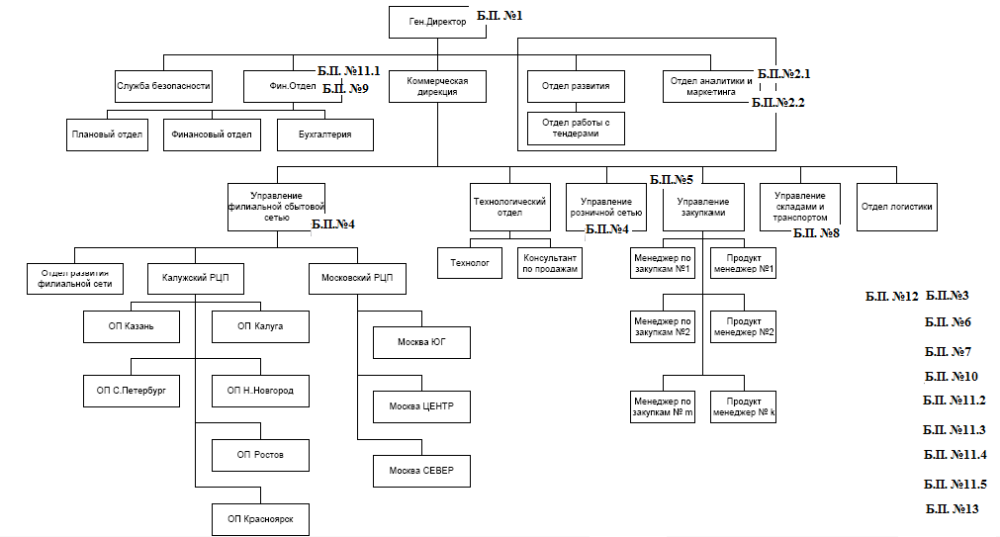 Ген.Директор
Б.П. №1
Служба безопасности
Фин.Отдел
Б.П. №11.1
Б.П. №9
Коммерческая
дирекция
Отдел развития
Отдел аналитики и
маркетинга
Б.П.№2.1
Б.П.№2.2
Плановый отдел
Финансовый отдел
Бухгалтерия
Отдел работы с
тендерами
Управление
филиальной сбытовой
сетью
Б.П.№4
Технологический
отдел
Управление
розничной сетью
Б.П.№4
Б.П.№5
Управление
закупками
Управление
складами и
транспортом
Б.П. №8
Отдел логистики
Отдел развития
филиальной сети
Калужский РЦП
Московский РЦП
Технолог
Консультант
по продажам
Менеджер по
закупкам №1
Продукт
менеджер №1
ОП Казань
ОП Калуга
Москва ЮГ
Менеджер по
закупкам №2
Продукт
менеджер №2
ОП С.Петербург
ОП Н.Новгород
Москва ЦЕНТР
Менеджер по
закупкам № m
Продукт
менеджер № k
ОП Ростов
Москва СЕВЕР
ОП Красноярск
Б.П. №12
Б.П.№3
Б.П. №6
Б.П. №7
Б.П. №10
Б.П. №11.2
Б.П. №11.3
Б.П. №11.4
Б.П. №11.5
Б.П. №13